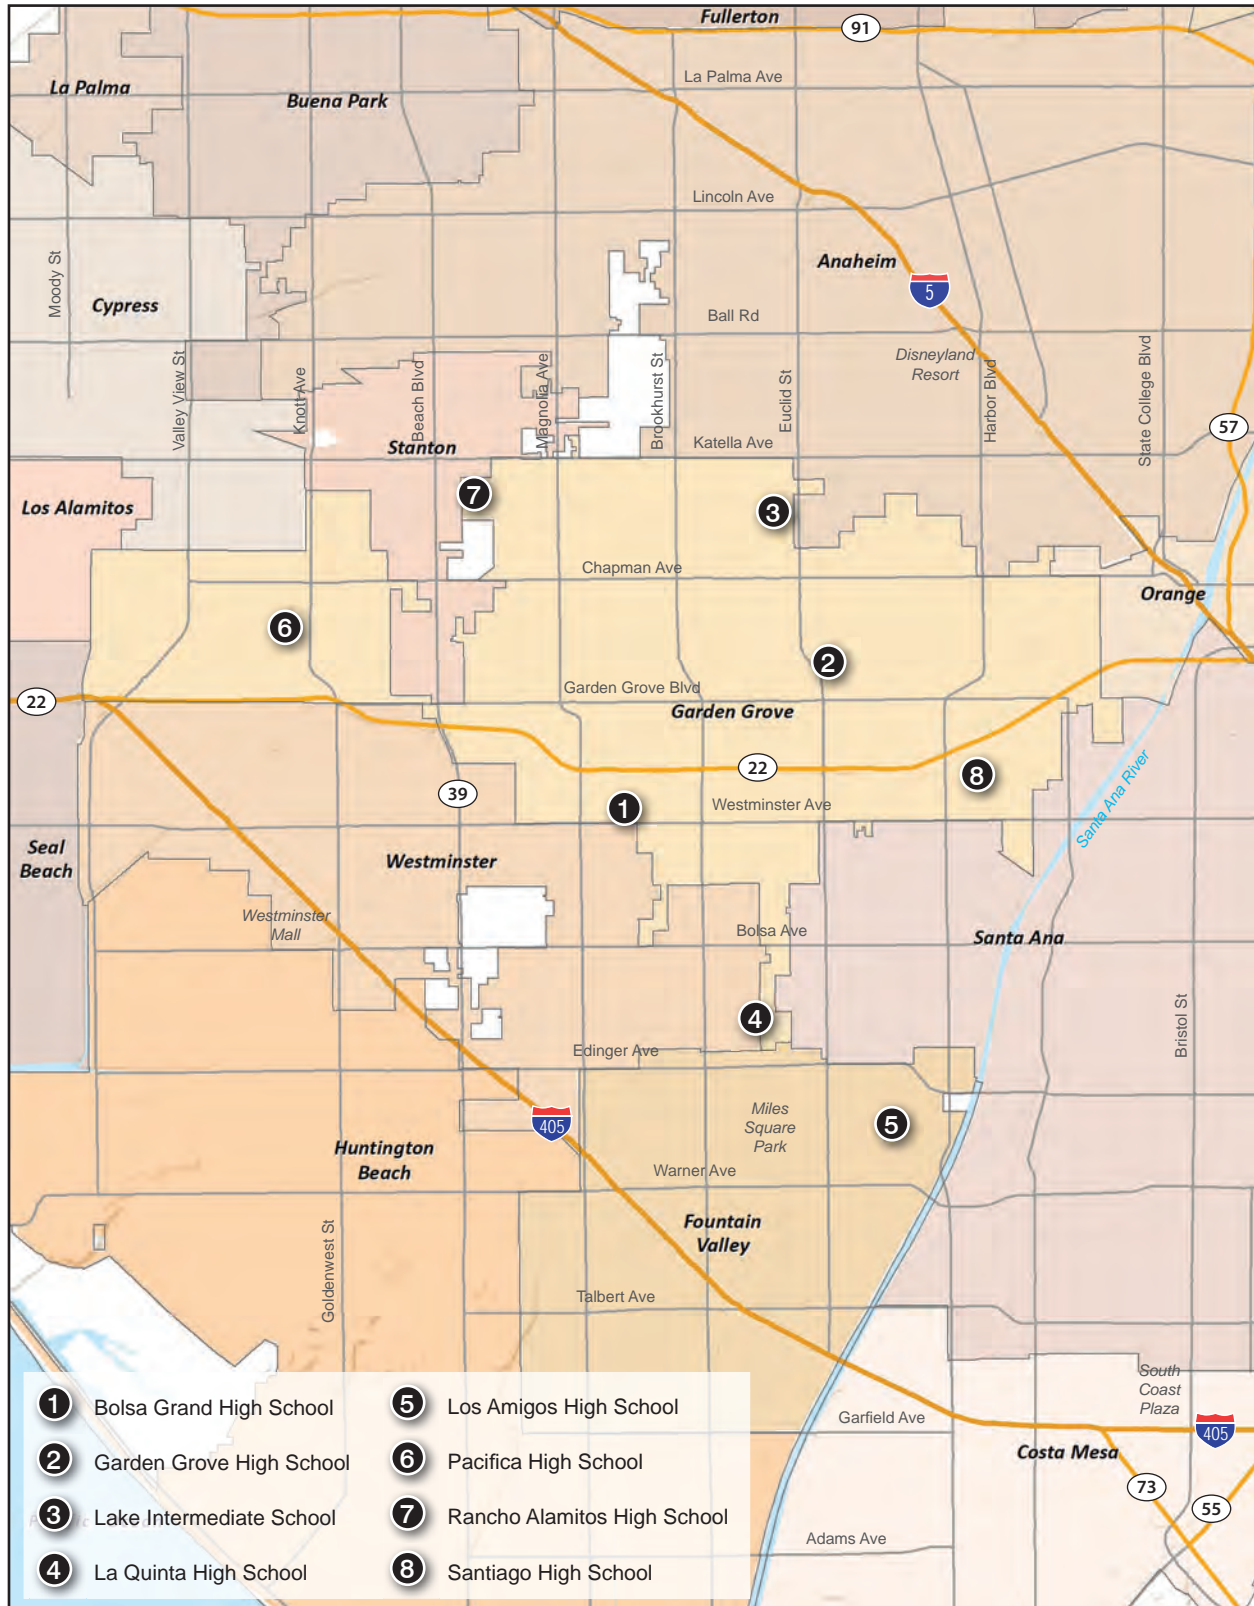 Fullerton
91
La Palma Ave
La Palma
Buena Park
Lincoln Ave
Moody St
Anaheim
5
Cypress
Ball Rd
Disneyland
Resort
Valley View St
Knott Ave
Beach Blvd
Magnolia Ave
Brookhurst St
Euclid St
Harbor Blvd
State College Blvd
57
Stanton
Katella Ave
7
3
Los Alamitos
Chapman Ave
Orange
6
2
22
Garden Grove Blvd
Garden Grove
22
8
39
1
Westminster Ave
Santa Ana River
Seal
Beach
Westminster
Westminster
Mall
Bolsa Ave
Santa Ana
4
Bristol St
Edinger Ave
405
Miles
Square
Park
5
Huntington
Beach
Warner Ave
Goldenwest St
Fountain
Valley
Talbert Ave
South
Coast
Plaza
Garfield Ave
405
Costa Mesa
73
55
Adams Ave
1 Bolsa Grand High School
2 Garden Grove High School
3 Lake Intermediate School
4 La Quinta High School
5 Los Amigos High School
6 Pacifica High School
7 Rancho Alamitos High School
8 Santiago High School